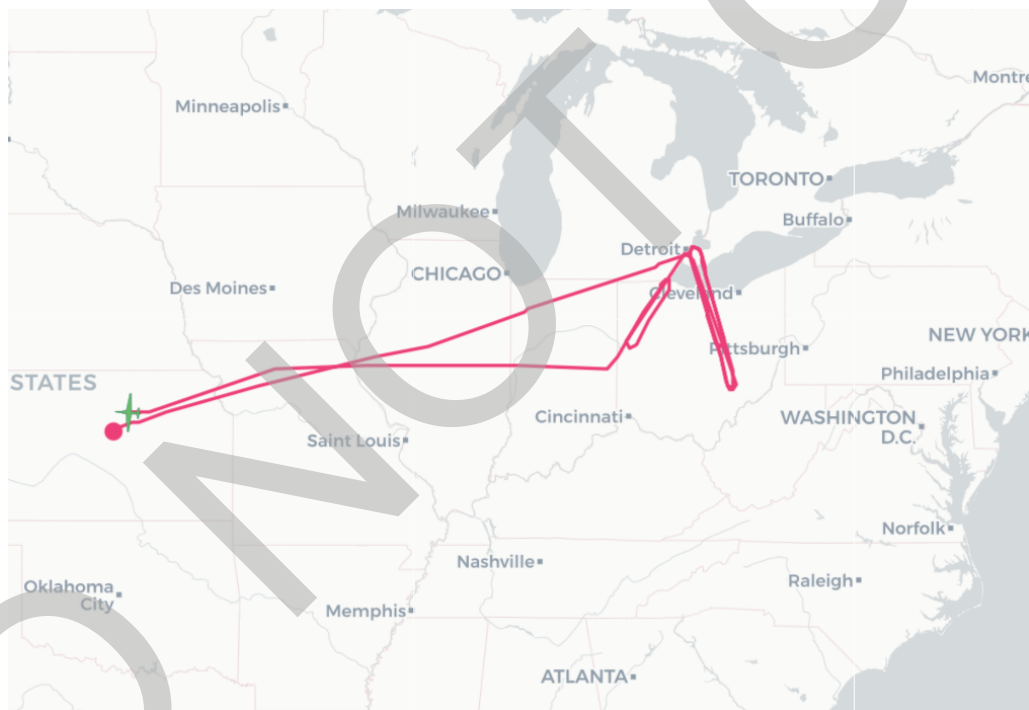 Montre
Minneapolis
TORONTO
Milwaukee
Buffalo
Detroit
CHICAGO
Des Moines
Cleveland
NEW YORK
Pittsburgh
STATES
Philadelphia
Cincinnati
WASHINGTON
D.C.
Saint Louis
Norfolk
Nashville
Oklahoma
City
Raleigh
Memphis
ATLANTA
NOT